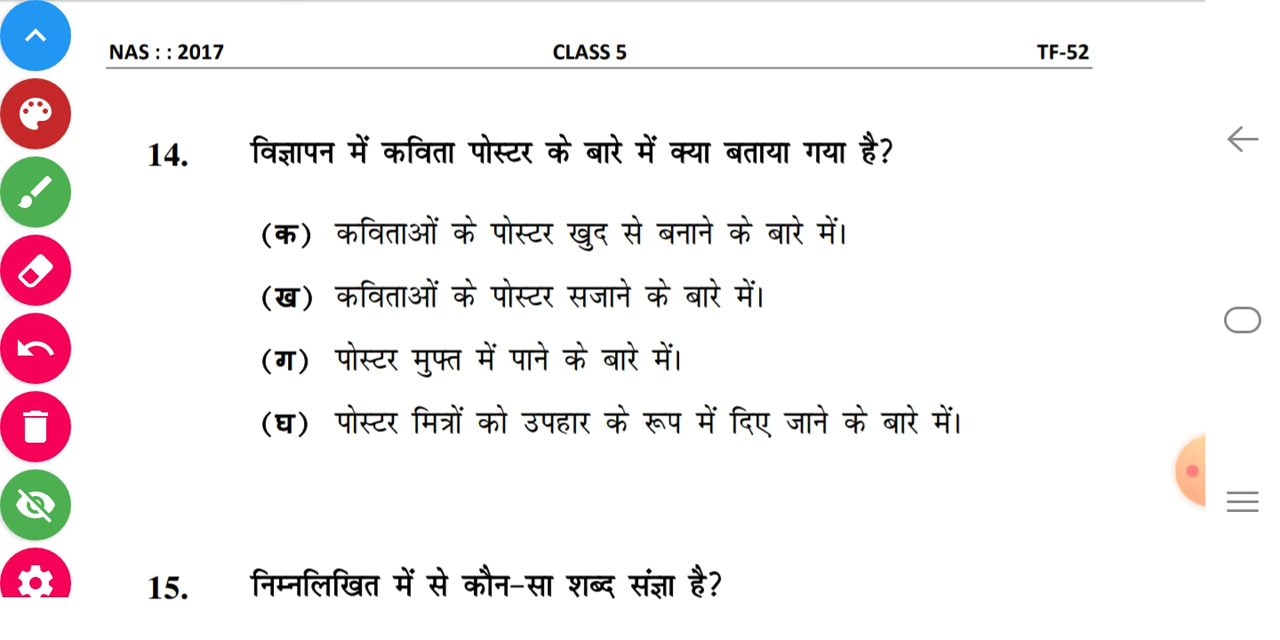 NAS : : 2017 CLASS 5 TF-52
14. विज्ञापन में कविता पोस्टर के बारे में क्या बताया गया है?
(क) कविताओं के पोस्टर खुद से बनाने के बारे में।
(ख) कविताओं के पोस्टर सजाने के बारे में।
(ग) पोस्टर मुफ्त में पाने के बारे में।
(घ) पोस्टर मित्रों को उपहार के रूप में दिए जाने के बारे में।
15. निम्नलिखित में से कौन-सा शब्द संज्ञा है?